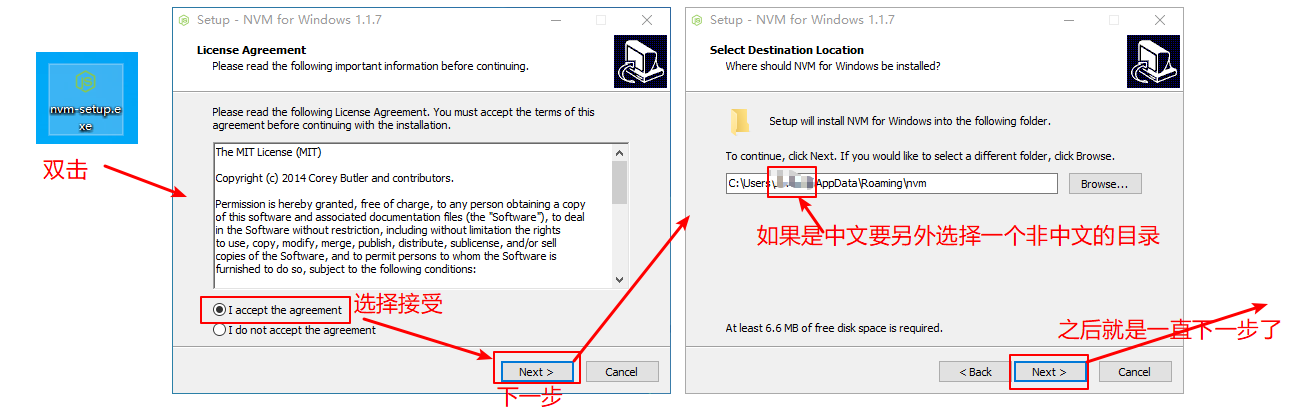 nvm-setup.e
xe
双击
Setup - NVM for Windows 1.1.7
License Agreement
Please read the following important information before continuing.
Please read the following License Agreement. You must accept the terms of this
agreement before continuing with the installation.
The MIT License (MIT)
Copyright (c) 2014 Corey Butler and contributors.
Permission is hereby granted, free of charge, to any person obtaining a copy
of this software and associated documentation files (the "Software"), to deal
in the Software without restriction, including without limitation the rights
to use, copy, modify, merge, publish, distribute, sublicense, and/or sell
copies of the Software, and to permit persons to whom the Software is
furnished to do so, subject to the following conditions:
I accept the agreement
选择接受
I do not accept the agreement
Next >
Cancel
下一步
Setup - NVM for Windows 1.1.7
Select Destination Location
Where should NVM for Windows be installed?
Setup will install NVM for Windows into the following folder.
To continue, click Next. If you would like to select a different folder, click Browse.
C:\Users\ AppData\Roaming\nvm
Browse...
如果是中文要另外选择一个非中文的目录
At least 6.6 MB of free disk space is required.
之后就是一直下一步了
< Back
Next >
Cancel